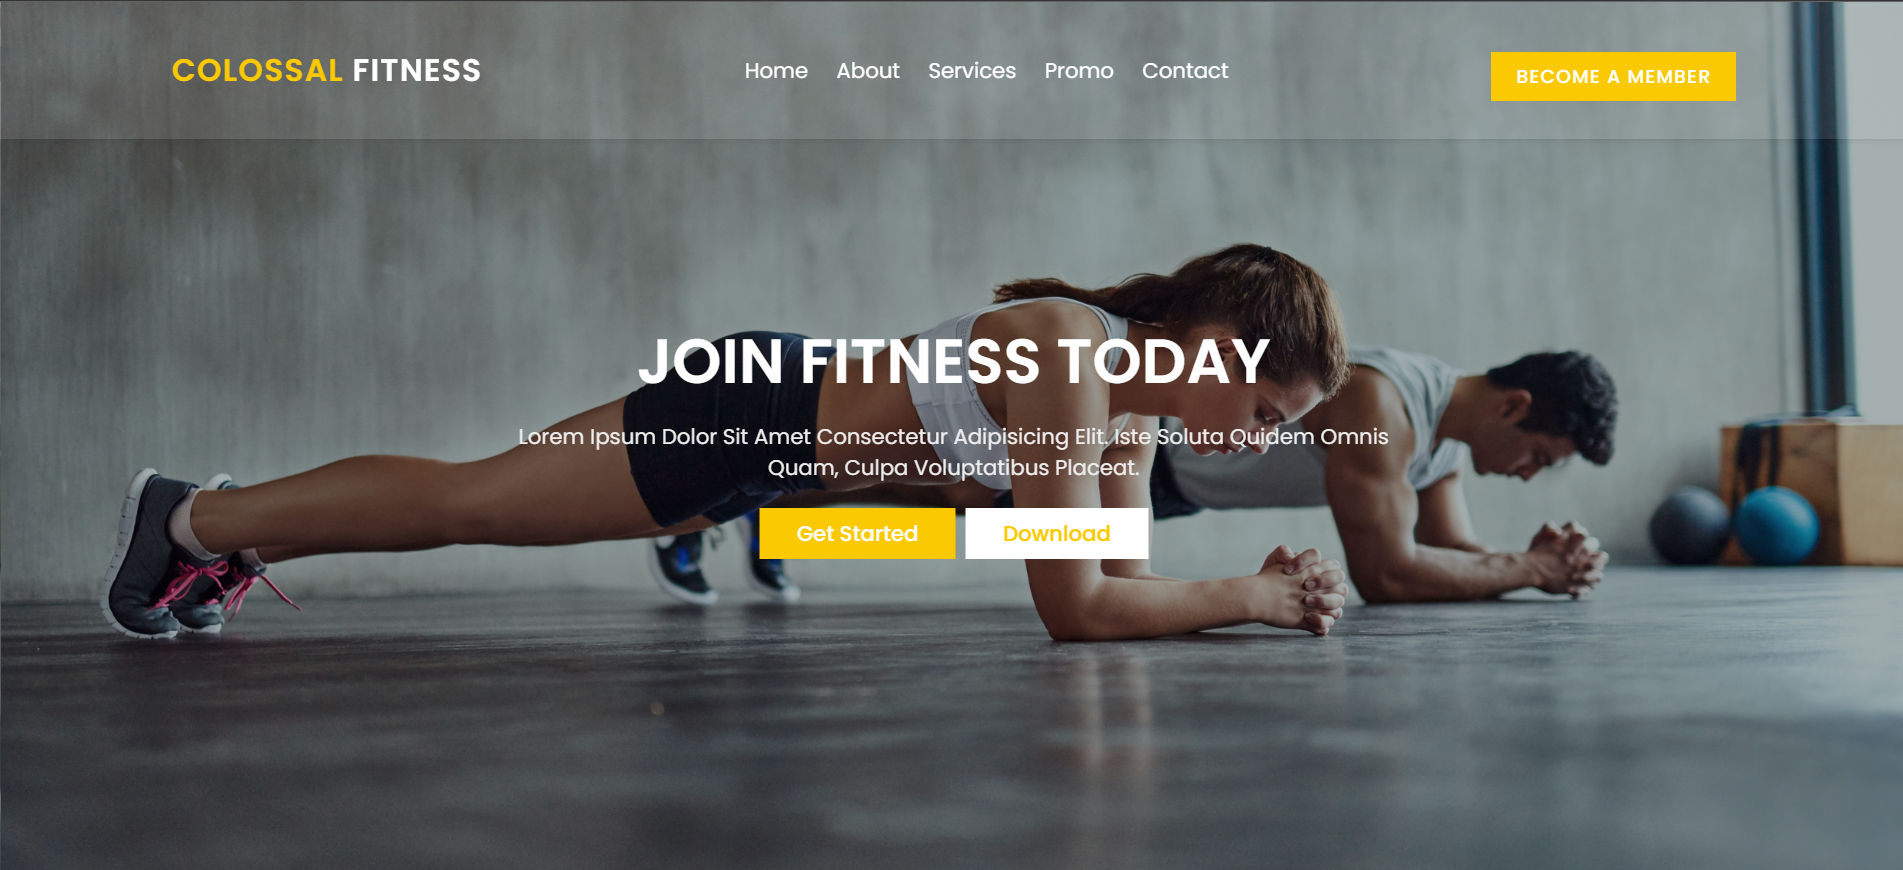 COLOSSAL FITNESS
Home About Services Promo Contact
BECOME A MEMBER
JOIN FITNESS TODAY
Lorem Ipsum Dolor Sit Amet Consectetur Adipisicing Elit. Iste Soluta Quidem Omnis
Quam, Culpa Voluptatibus Placeat.
Get Started Download